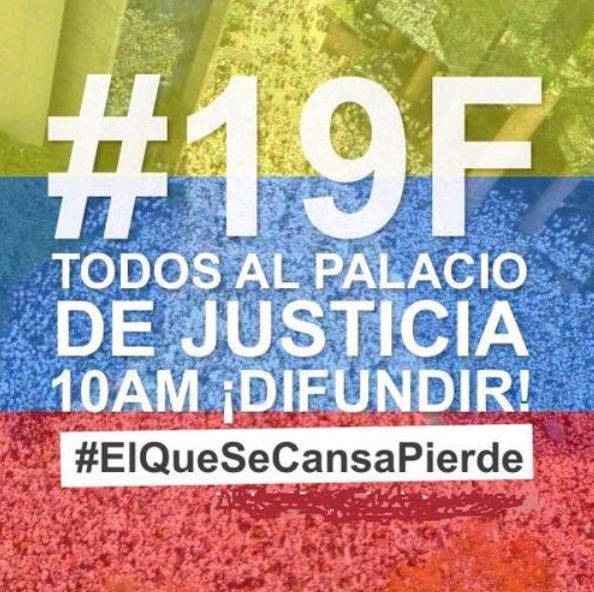 #19F
TODOS AL PALACIO
DE JUSTICIA
10AM ¡DIFUNDIR!
#ElQueSeCansaPierde